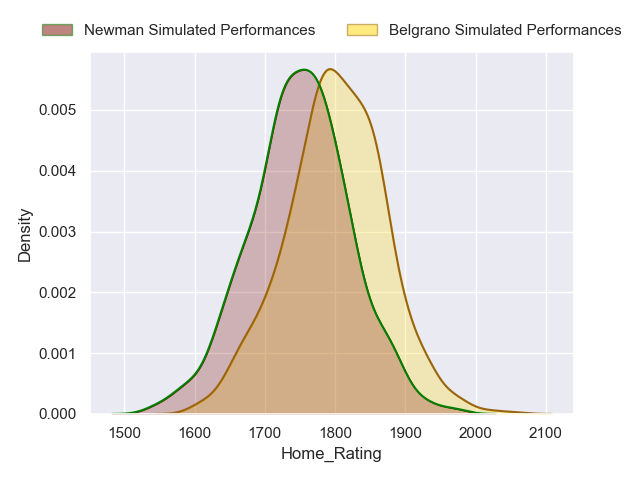 Newman Simulated Performances
Belgrano Simulated Performances
Density
0.005
0.004
0.003
0.002
0.001
0.000
1500 1600 1700 1800 1900 2000 2100
Home_Rating